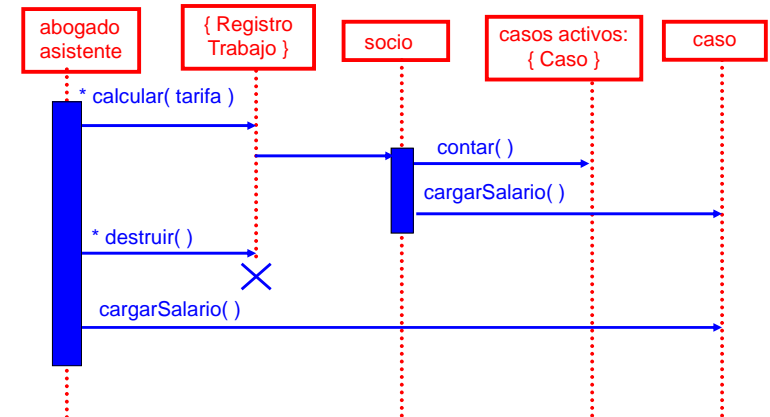 abogado
asistente
{ Registro
Trabajo }
socio
casos activos:
{ Caso }
caso
* calcular( tarifa )
contar( )
cargarSalario( )
* destruir( )
cargarSalario( )